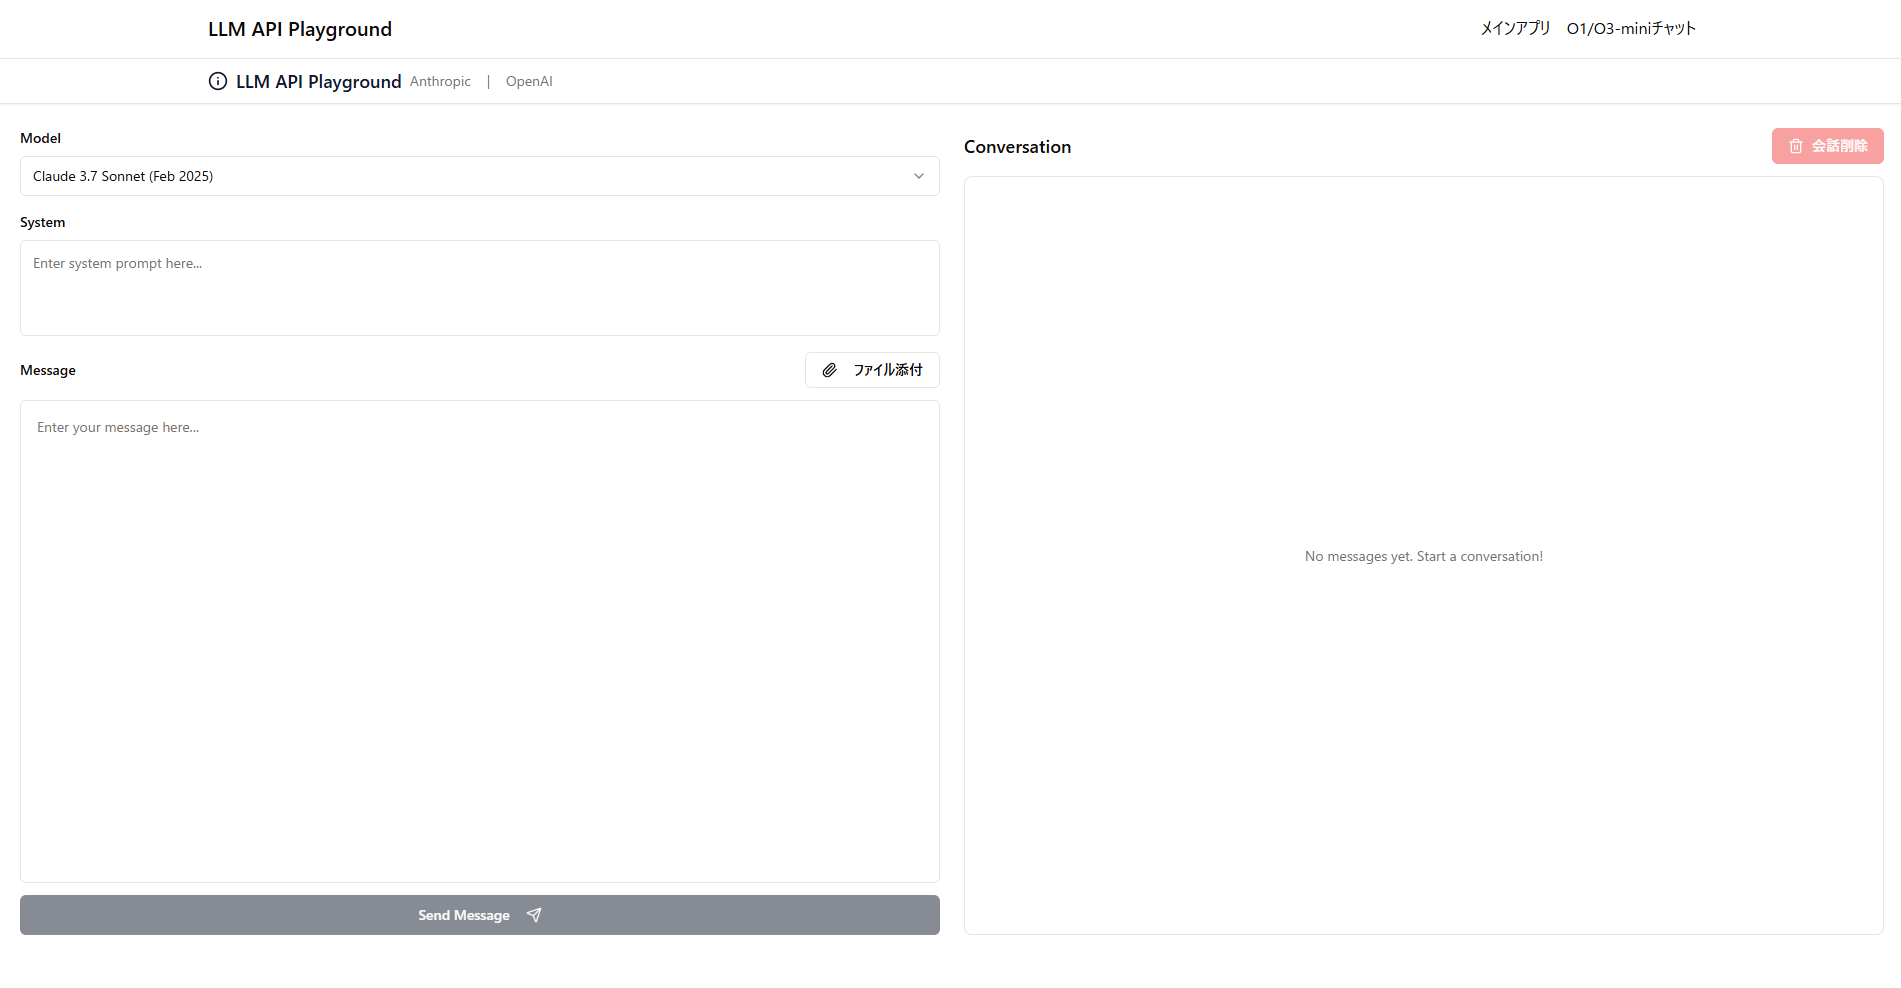 LLM API Playground
メインアプリ O1/O3-miniチャット
LLM API Playground Anthropic | OpenAI
Model
Claude 3.7 Sonnet (Feb 2025)
System
Enter system prompt here...
Message
ファイル添付
Enter your message here...
Send Message
Conversation
会話削除
No messages yet. Start a conversation!